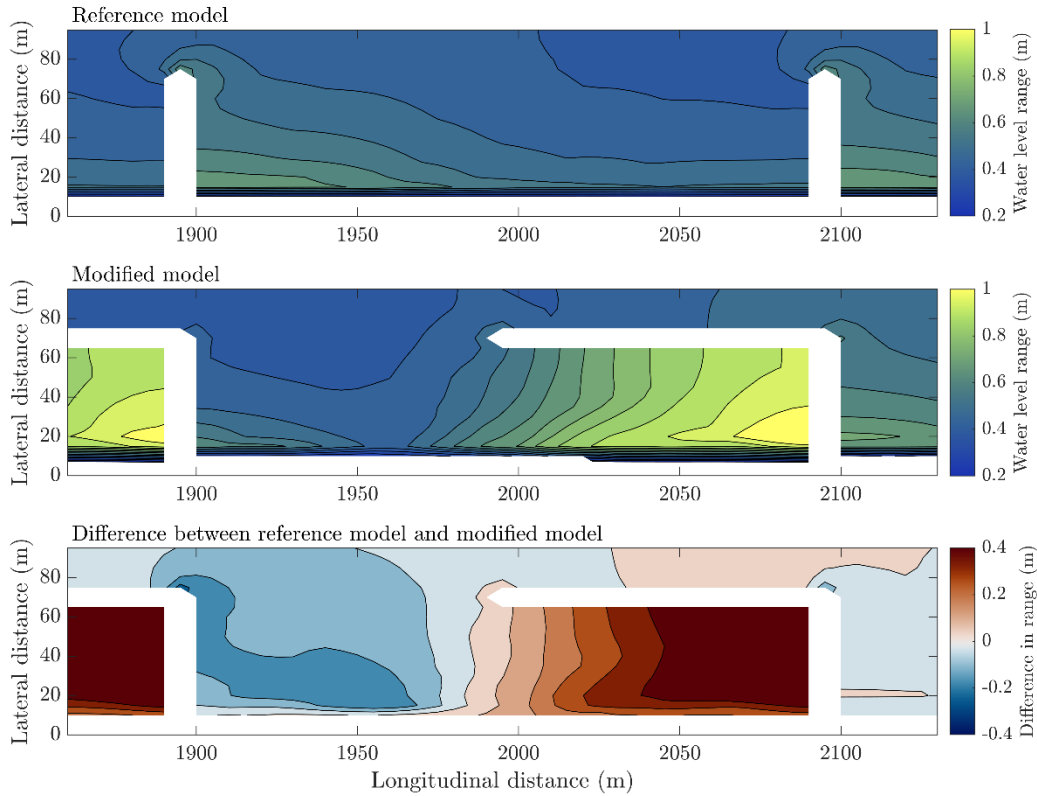 Reference model
Lateral distance (m)
80
60
40
20
0
1900 1950 2000 2050 2100
1
0.8
0.6
0.4
0.2
Water level range (m)
Modified model
Lateral distance (m)
80
60
40
20
0
1900 1950 2000 2050 2100
1
0.8
0.6
0.4
0.2
Water level range (m)
Difference between reference model and modified model
Lateral distance (m)
80
60
40
20
0
1900 1950 2000 2050 2100
Longitudinal distance (m)
0.4
0.2
0
-0.2
-0.4
Difference in range (m)